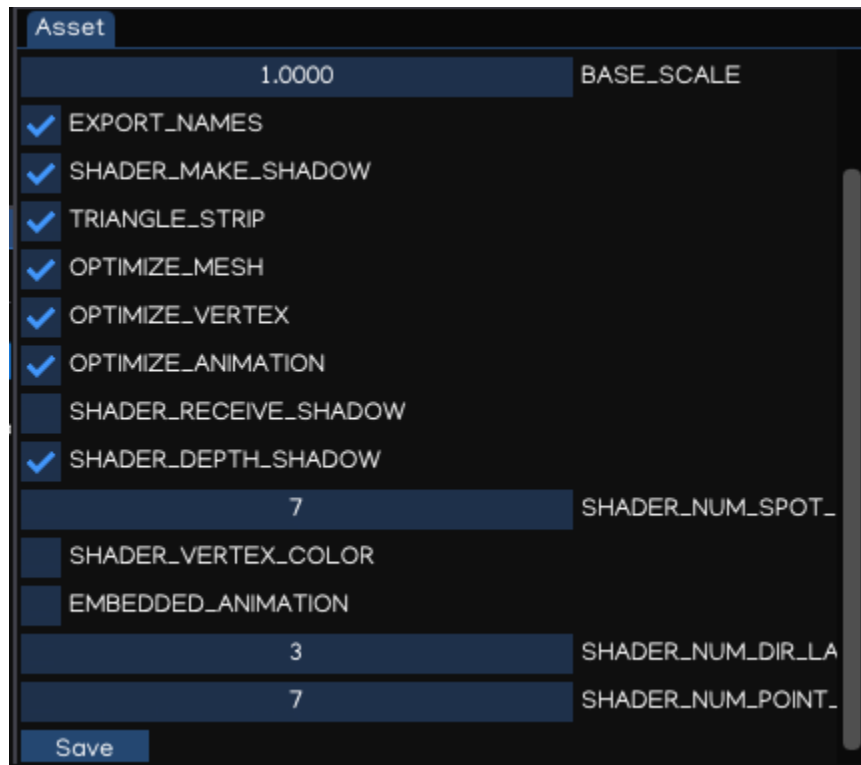 Asset
1.0000 BASE_SCALE
EXPORT_NAMES
SHADER_MAKE_SHADOW
TRIANGLE_STRIP
OPTIMIZE_MESH
OPTIMIZE_VERTEX
OPTIMIZE_ANIMATION
SHADER_RECEIVE_SHADOW
SHADER_DEPTH_SHADOW
7 SHADER_NUM_SPOT_
SHADER_VERTEX_COLOR
EMBEDDED_ANIMATION
3 SHADER_NUM_DIR_LA
7 SHADER_NUM_POINT_
Save